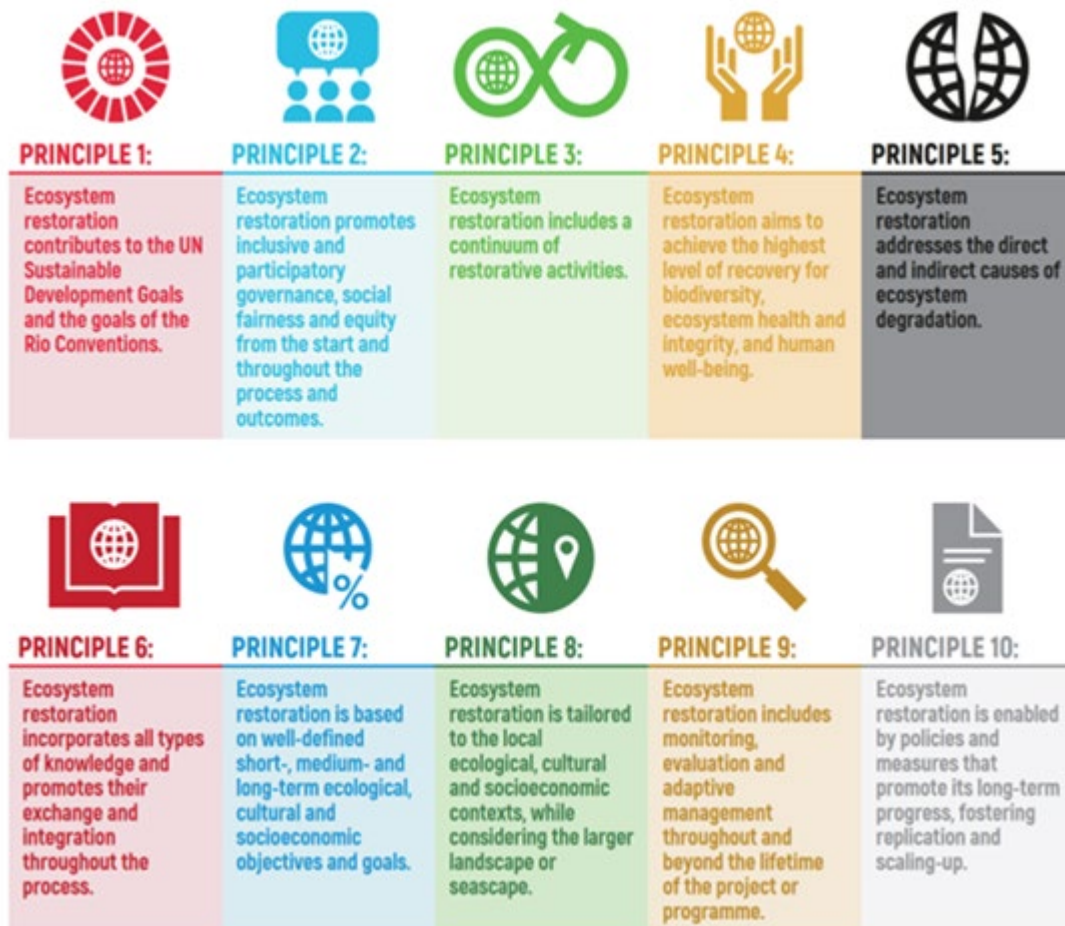 PRINCIPLE 1:
Ecosystem
restoration
contributes to the UN
Sustainable
Development Goals
and the goals of the
Rio Conventions.
PRINCIPLE 2:
Ecosystem
restoration promotes
inclusive and
participatory
governance, social
fairness and equity
from the start and
throughout the
process and
outcomes.
PRINCIPLE 3:
Ecosystem
restoration includes a
continuum of
restorative activities.
PRINCIPLE 4:
Ecosystem
restoration aims to
achieve the highest
level of recovery for
biodiversity,
ecosystem health and
integrity, and human
well-being.
PRINCIPLE 5:
Ecosystem
restoration
addresses the direct
and indirect causes of
ecosystem
degradation.
PRINCIPLE 6:
Ecosystem
restoration
incorporates all types
of knowledge and
promotes their
exchange and
integration
throughout the
process.
%
PRINCIPLE 7:
Ecosystem
restoration is based
on well-defined
short-, medium- and
long-term ecological,
cultural and
socioeconomic
objectives and goals.
PRINCIPLE 8:
Ecosystem
restoration is tailored
to the local
ecological, cultural
and socioeconomic
contexts, while
considering the larger
landscape or
seascape.
PRINCIPLE 9:
Ecosystem
restoration includes
monitoring,
evaluation and
adaptive
management
throughout and
beyond the lifetime
of the project or
programme.
PRINCIPLE 10:
Ecosystem
restoration is enabled
by policies and
measures that
promote its long-term
progress, fostering
replication and
scaling-up.